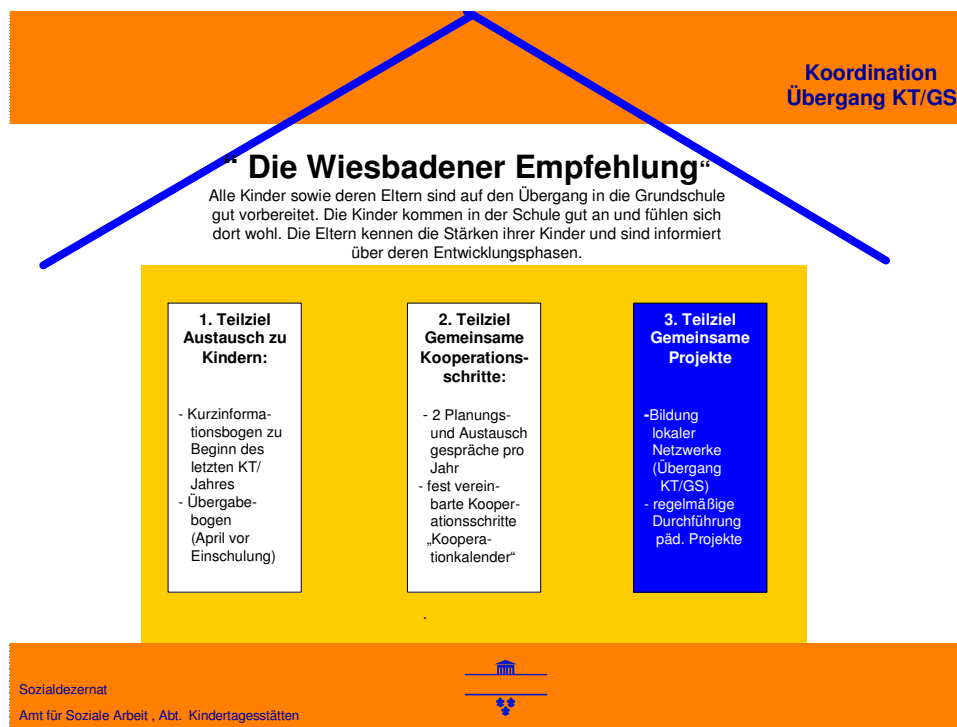 Koordination
Übergang KT/GS
“ Die Wiesbadener Empfehlung“
Alle Kinder sowie deren Eltern sind auf den Übergang in die Grundschule
gut vorbereitet. Die Kinder kommen in der Schule gut an und fühlen sich
dort wohl. Die Eltern kennen die Stärken ihrer Kinder und sind informiert
über deren Entwicklungsphasen.
1. Teilziel
Austausch zu
Kindern:
- Kurzinforma-
tionsbogen zu
Beginn des
letzten KT/
Jahres
- Übergabe-
bogen
(April vor
Einschulung)
2. Teilziel
Gemeinsame
Kooperations-
schritte:
- 2 Planungs-
und Austausch
gespräche pro
Jahr
- fest verein-
barte Kooper-
ationsschritte
„Koopera-
tionkalender“
3. Teilziel
Gemeinsame
Projekte
-Bildung
lokaler
Netzwerke
(Übergang
KT/GS)
- regelmäßige
Durchführung
päd. Projekte
.
Sozialdezernat
Amt für Soziale Arbeit , Abt. Kindertagesstätten